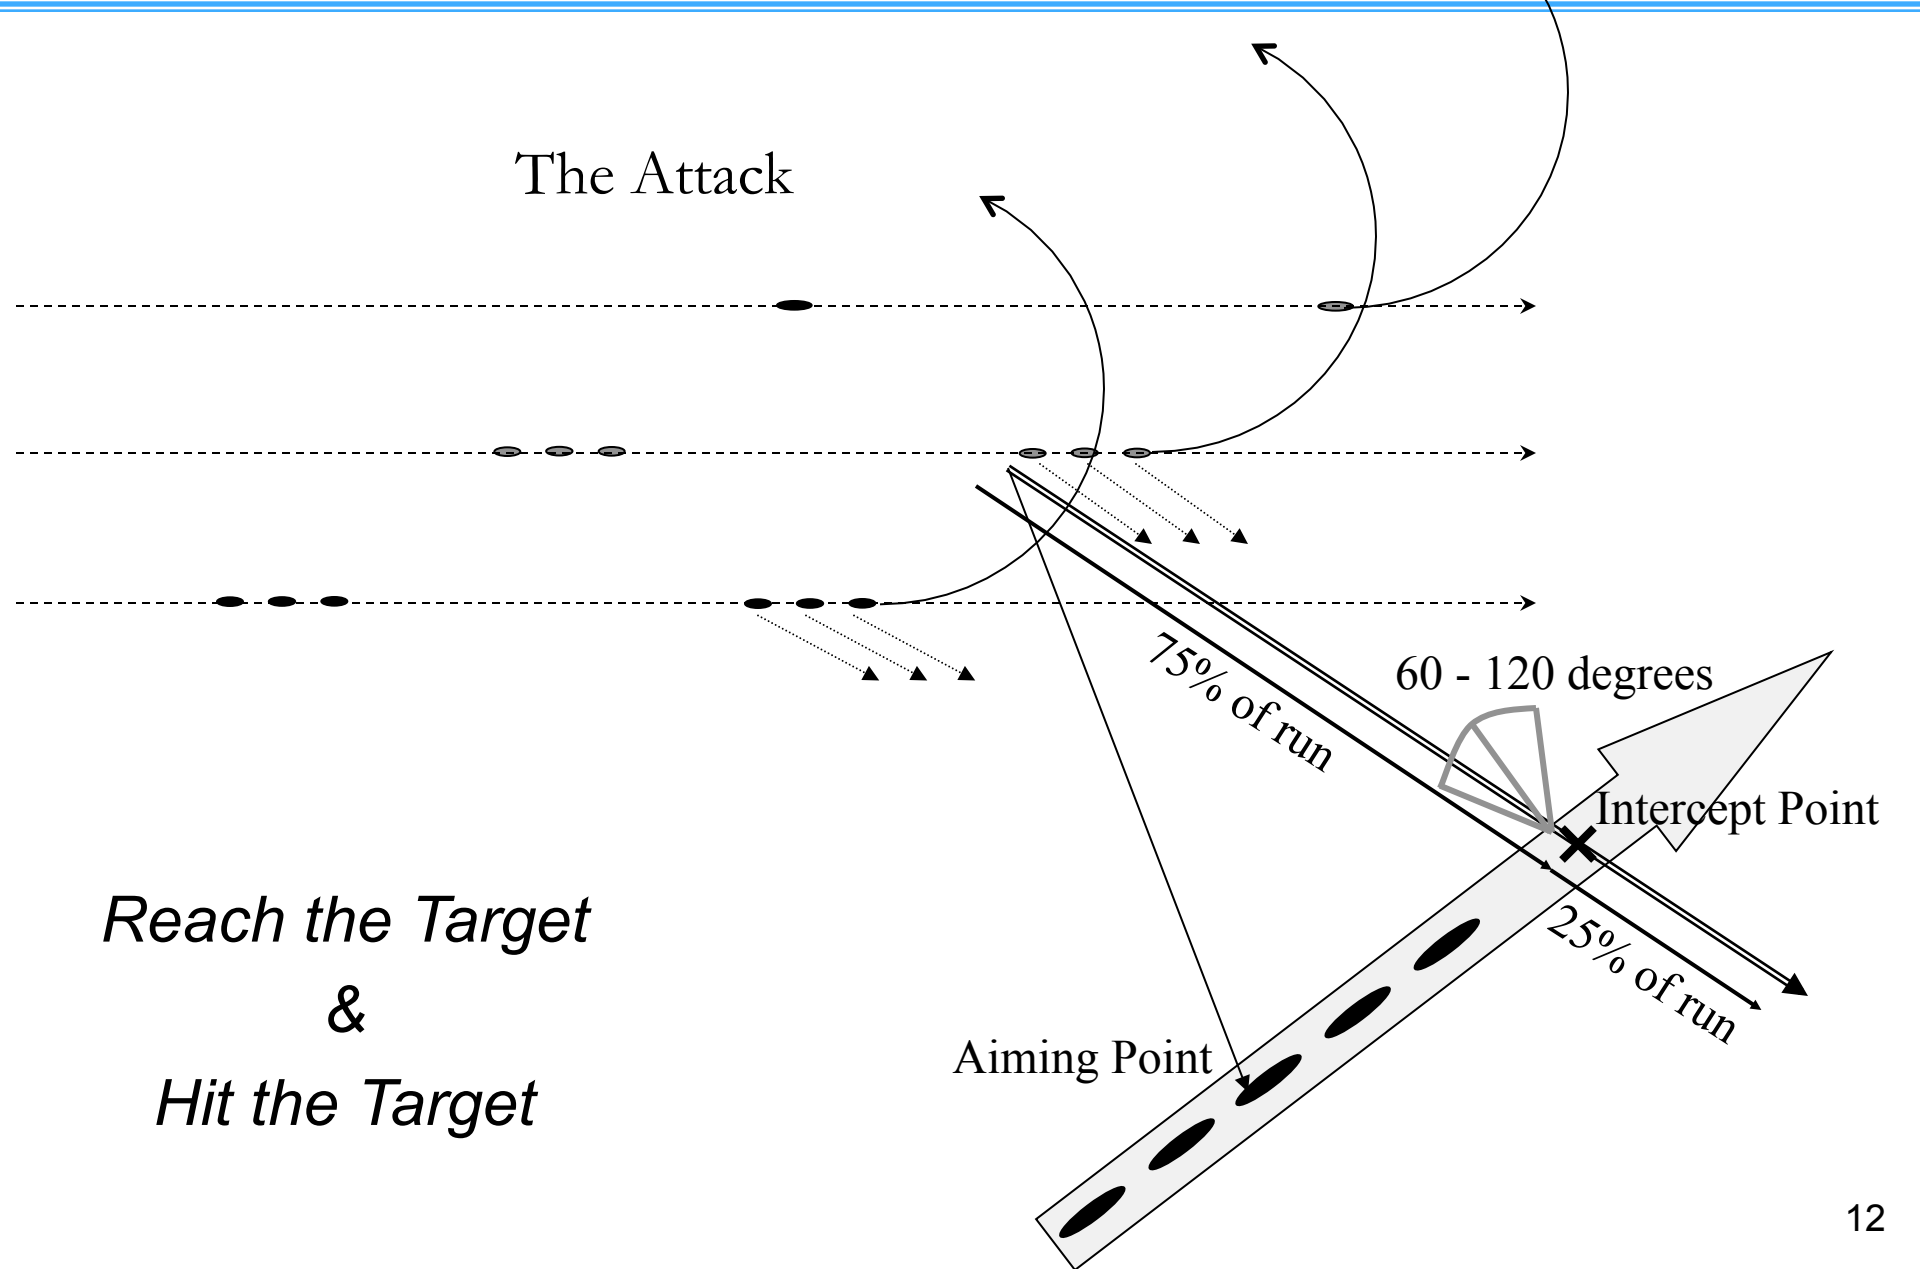 The Attack
75% of run
60 - 120 degrees
Intercept Point
Reach the Target
&
Hit the Target
25% of run
Aiming Point
12